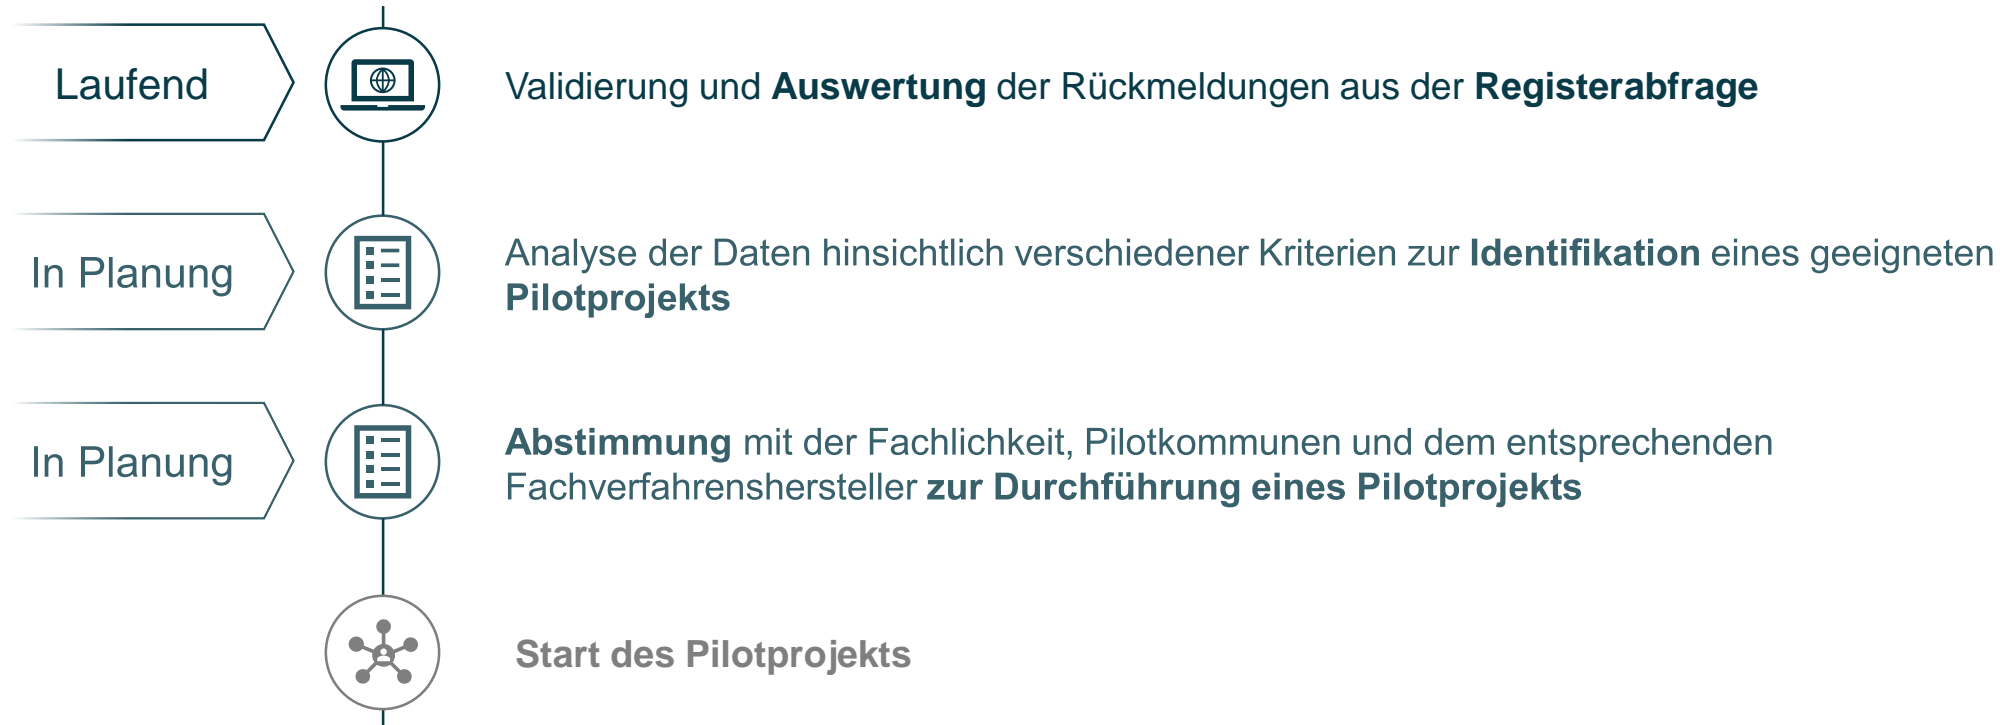 Laufend
Validierung und Auswertung der Rückmeldungen aus der Registerabfrage
In Planung
Analyse der Daten hinsichtlich verschiedener Kriterien zur Identifikation eines geeigneten
Pilotprojekts
In Planung
Abstimmung mit der Fachlichkeit, Pilotkommunen und dem entsprechenden
Fachverfahrenshersteller zur Durchführung eines Pilotprojekts
Start des Pilotprojekts